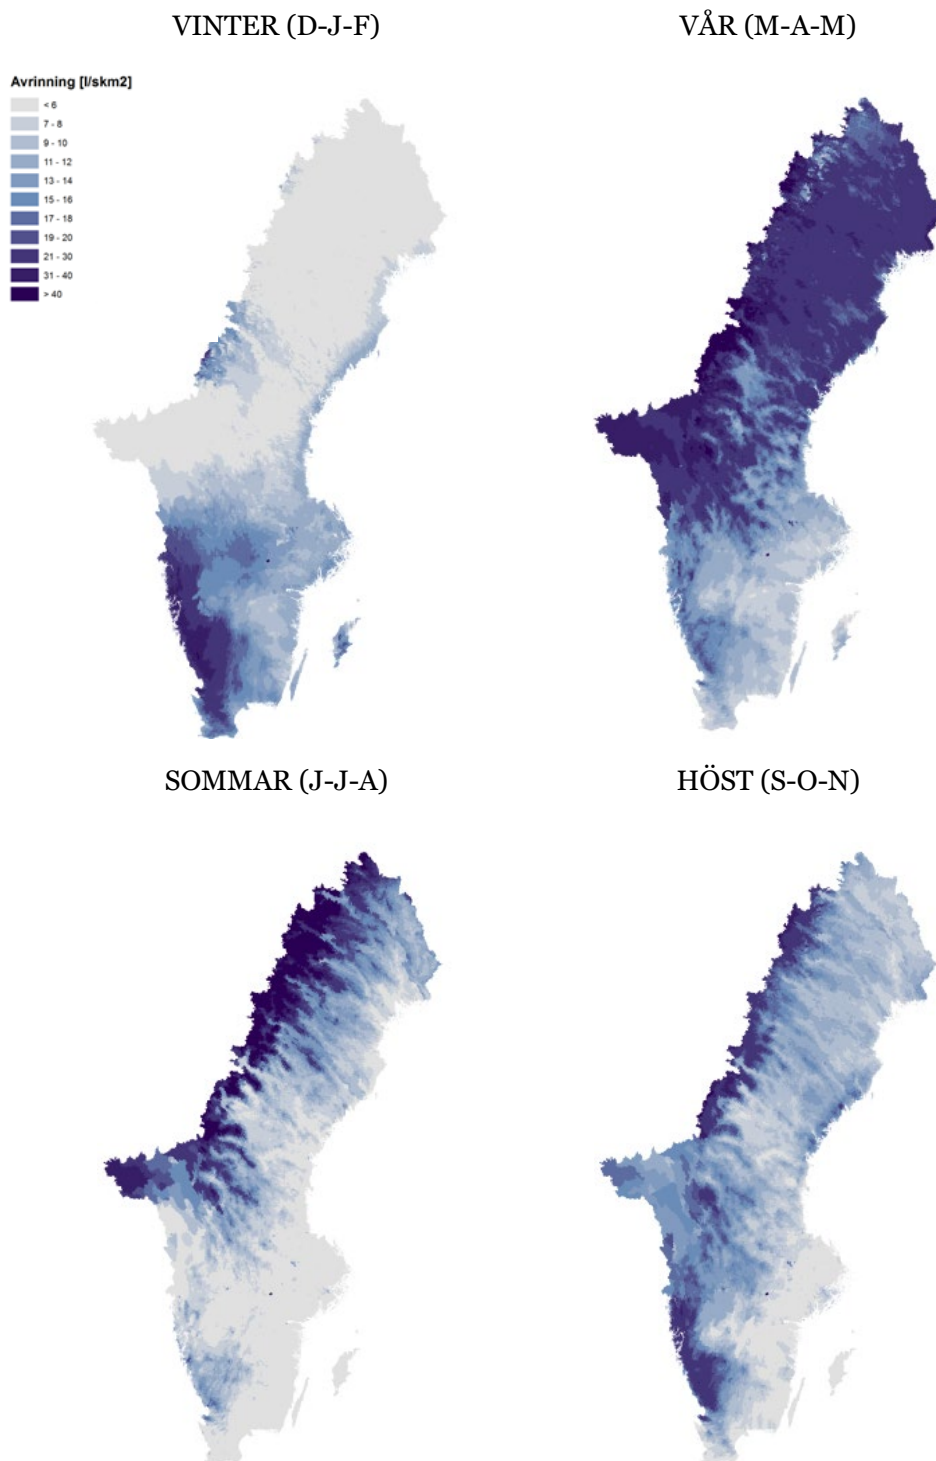 VINTER (D-J-F)
VÅR (M-A-M)
Avrinning [l/skm2]
< 6
7 - 8
9 - 10
11 - 12
13 - 14
15 - 16
17 - 18
19 - 20
21 - 30
31 - 40
> 40
SOMMAR (J-J-A)
HÖST (S-O-N)